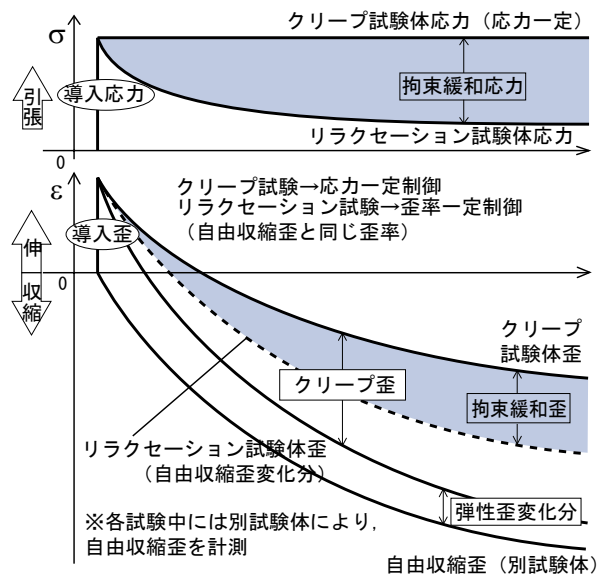 クリープ試験体応力（応力一定）
σ
引張
導入応力
拘束緩和応力
リラクセーション試験体応力
0
ε
クリープ試験→応力一定制御
リラクセーション試験→歪率一定制御
（自由収縮歪と同じ歪率）
伸
導入歪
0
収縮
クリープ
試験体歪
クリープ歪
拘束緩和歪
リラクセーション試験体歪
（自由収縮歪変化分）
弾性歪変化分
※各試験中には別試験体により,
自由収縮歪を計測
自由収縮歪（別試験体）